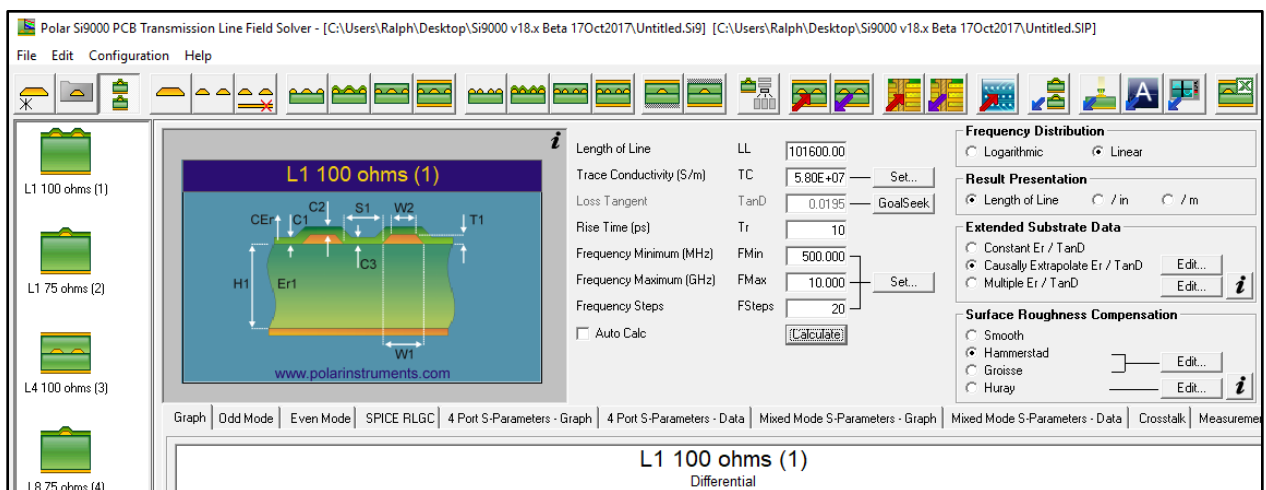 Polar Si9000 PCB Transmission Line Field Solver - [C:\Users\Ralph\Desktop\Si9000 v18.x Beta 17Oct2017\Untitled.Si9] [C:\Users\Ralph\Desktop\Si9000 v18.x Beta 17Oct2017\Untitled.SIP]
File Edit Configuration Help
A
L1 100 ohms (1)
L1 75 ohms (2)
L4 100 ohms (3)
L8 75 ohms (4)
i
L1 100 ohms (1)
CEr C1 C2 S1 W2 T1
C3
H1 Er1
W1
www.polarinstruments.com
Length of Line LL 101600.00
Trace Conductivity (S/m) TC 5.80E+07 Set...
Loss Tangent TanD 0.0195 GoalSeek
Rise Time (ps) Tr 10
Frequency Minimum (MHz) FMin 500.000
Frequency Maximum (GHz) FMax 10.000 Set...
Frequency Steps FSteps 20
Auto Calc Calculate
Frequency Distribution
Logarithmic Linear
Result Presentation
Length of Line / in / m
Extended Substrate Data
Constant Er / TanD
Causally Extrapolate Er / TanD Edit...
Multiple Er / TanD Edit... i
Surface Roughness Compensation
Smooth
Hammerstad Edit...
Groisse
Huray Edit... i
Graph Odd Mode Even Mode SPICE RLGC 4 Port S-Parameters - Graph 4 Port S-Parameters - Data Mixed Mode S-Parameters - Graph Mixed Mode S-Parameters - Data Crosstalk Measuremer
L1 100 ohms (1)
Differential